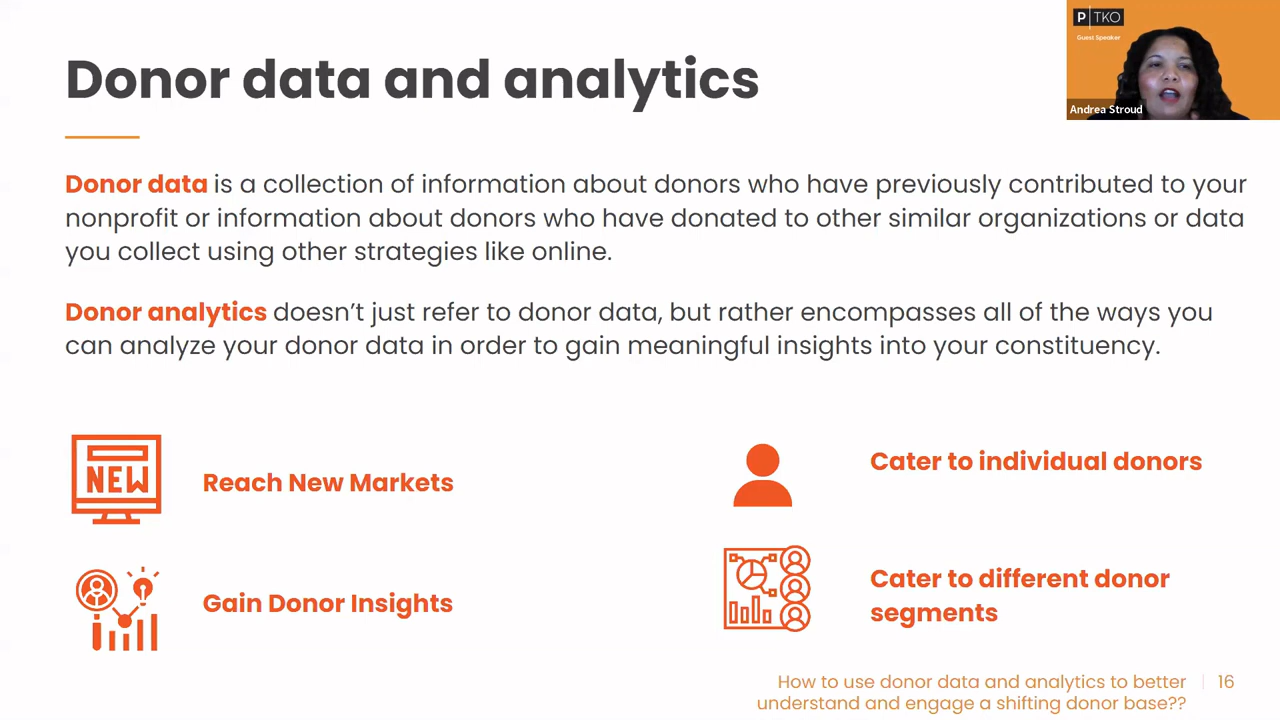 Donor data and analytics
P TKO
Guest Speaker
Andrea Stroud
Donor data is a collection of information about donors who have previously contributed to your
nonprofit or information about donors who have donated to other similar organizations or data
you collect using other strategies like online.
Donor analytics doesn’t just refer to donor data, but rather encompasses all of the ways you
can analyze your donor data in order to gain meaningful insights into your constituency.
NEW
Reach New Markets
Cater to individual donors
Gain Donor Insights
Cater to different donor
segments
How to use donor data and analytics to better
understand and engage a shifting donor base??
16